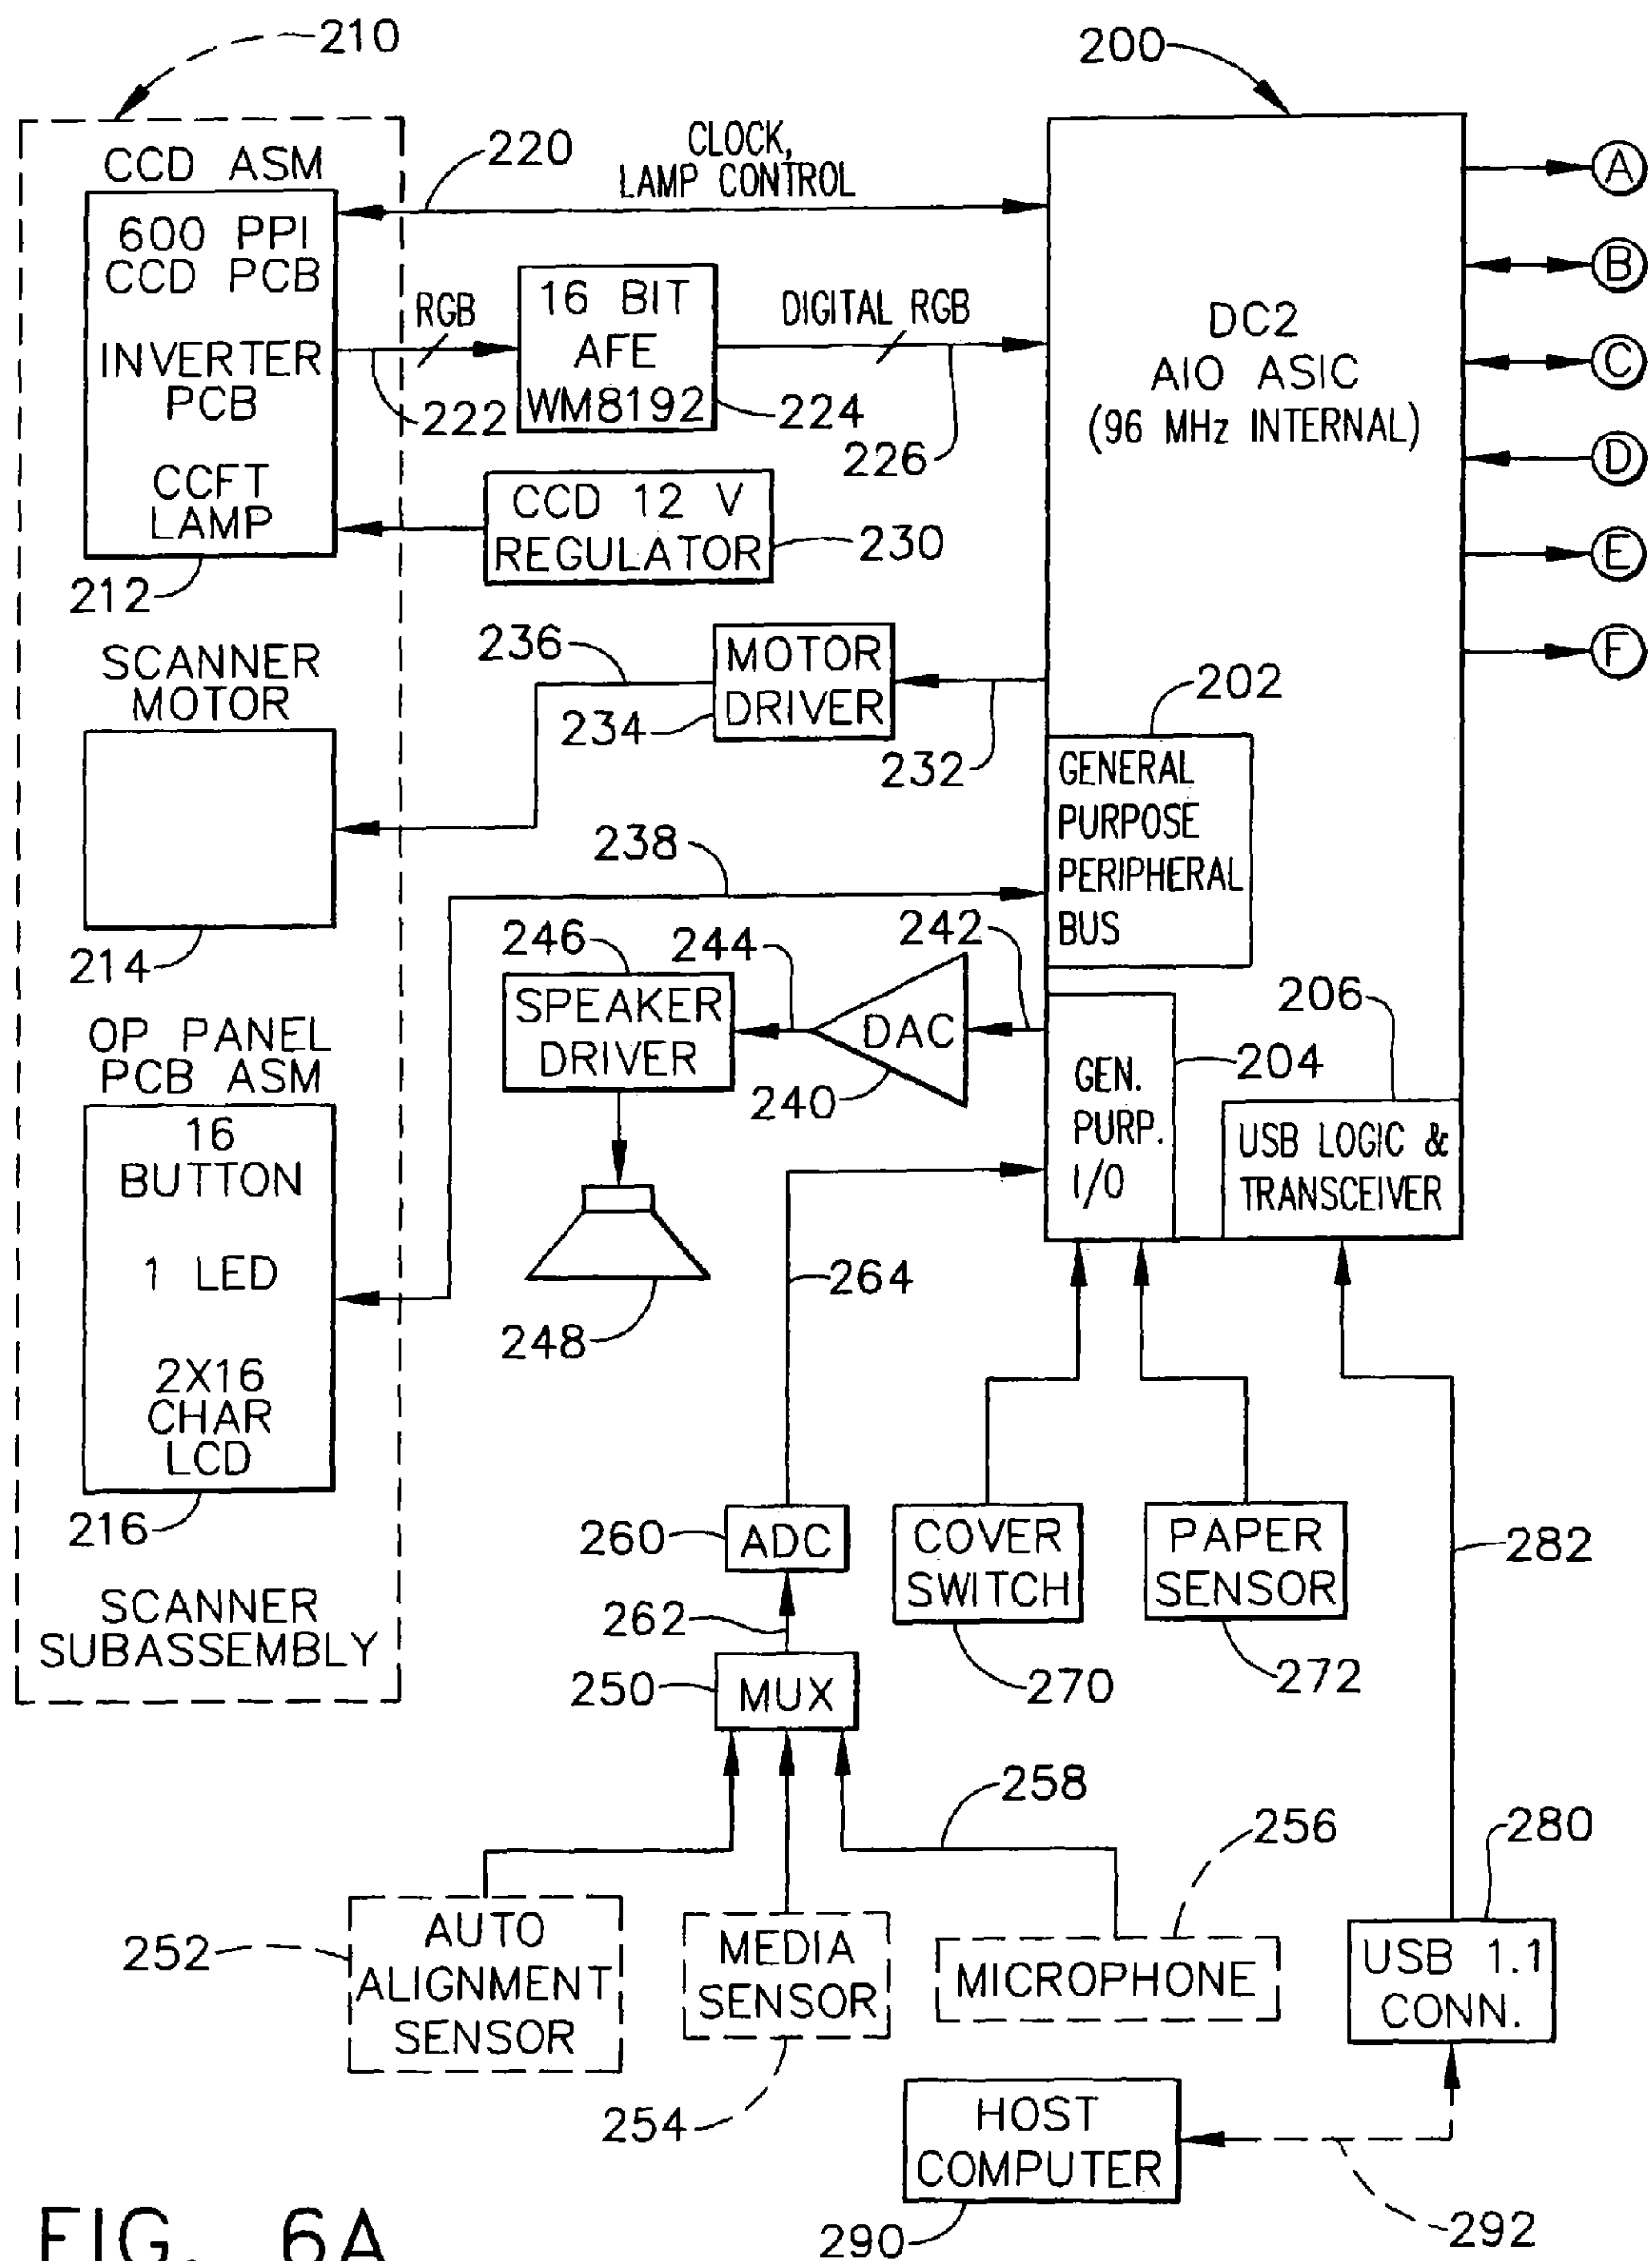 210
200
CCD ASM
600 PPI
CCD PCB
INVERTER
PCB
CCFT
LAMP
212
220
CLOCK,
LAMP CONTROL
RGB
222
16 BIT
AFE
WM8192
224
DIGITAL RGB
226
CCD 12 V
REGULATOR
230
DC2
AIO ASIC
(96 MHz INTERNAL)
A
B
C
D
E
F
SCANNER
MOTOR
214
236
MOTOR
DRIVER
234
232
202
GENERAL
PURPOSE
PERIPHERAL
BUS
238
246
244
242
SPEAKER
DRIVER
DAC
240
248
GEN.
PURP.
I/O
204
206
USB LOGIC &
TRANSCEIVER
OP PANEL
PCB ASM
16
BUTTON
1 LED
2X16
CHAR
LCD
216
SCANNER
SUBASSEMBLY
264
260
ADC
262
250
MUX
COVER
SWITCH
270
PAPER
SENSOR
272
282
258
256
280
252
AUTO
ALIGNMENT
SENSOR
MEDIA
SENSOR
254
MICROPHONE
USB 1.1
CONN.
HOST
COMPUTER
290
292
FIG. 6A